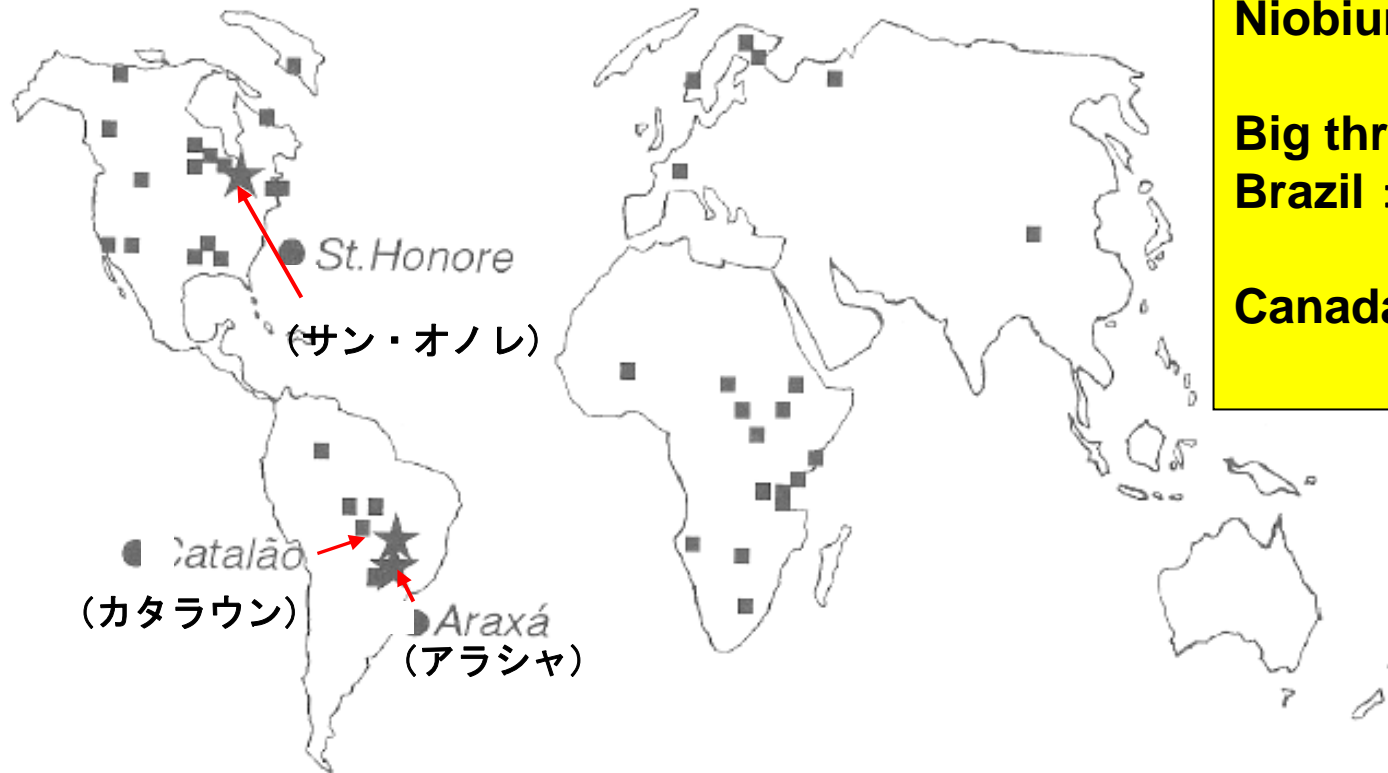 Niobiu
Big thr
Brazil :
Canada
St.Honore
(サン・オノレ)
Catalão
(カタラウン)
Araxá
(アラシャ)